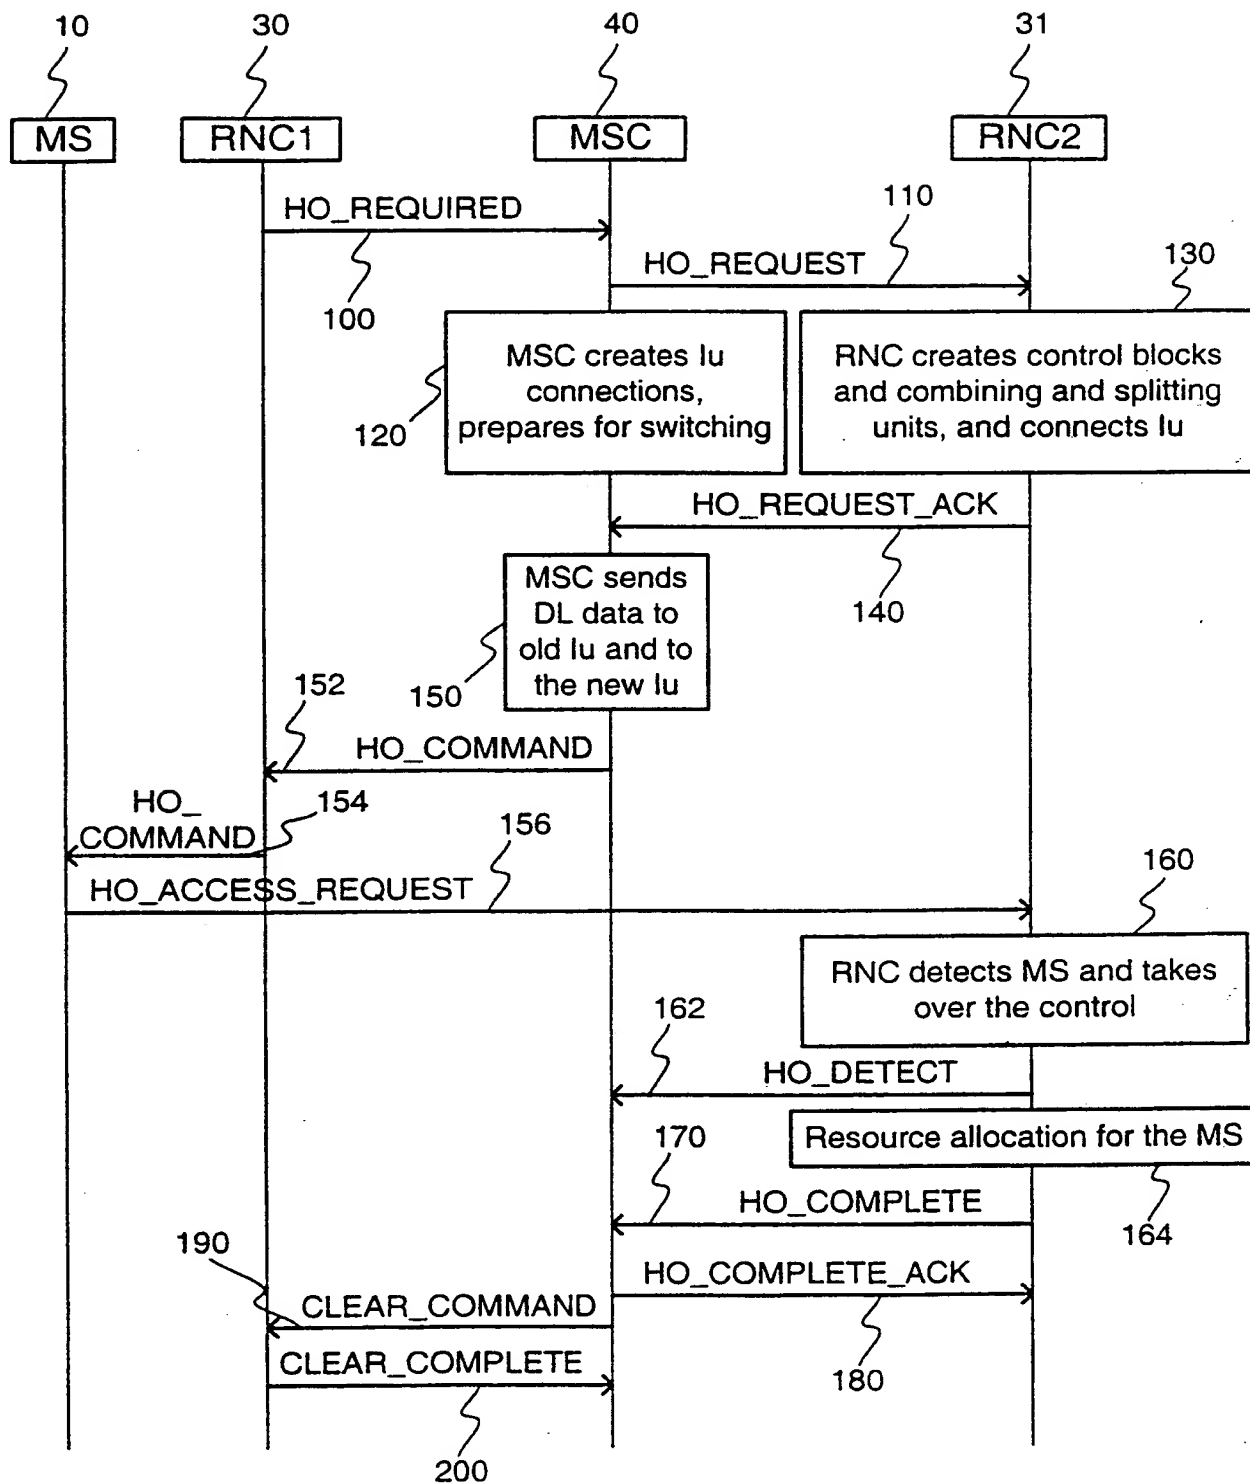 10
30
40
31
MS
RNC1
MSC
RNC2
HO_REQUIRED
110
HO_REQUEST
130
100
MSC creates Iu
connections,
prepares for switching
RNC creates control blocks
and combining and splitting
units, and connects Iu
120
HO_REQUEST_ACK
MSC sends
DL data to
old Iu and to
the new Iu
140
150
152
HO_COMMAND
HO_
COMMAND
154
156
HO_ACCESS_REQUEST
160
RNC detects MS and takes
over the control
162
HO_DETECT
Resource allocation for the MS
170
HO_COMPLETE
164
190
HO_COMPLETE_ACK
CLEAR_COMMAND
CLEAR_COMPLETE
180
200